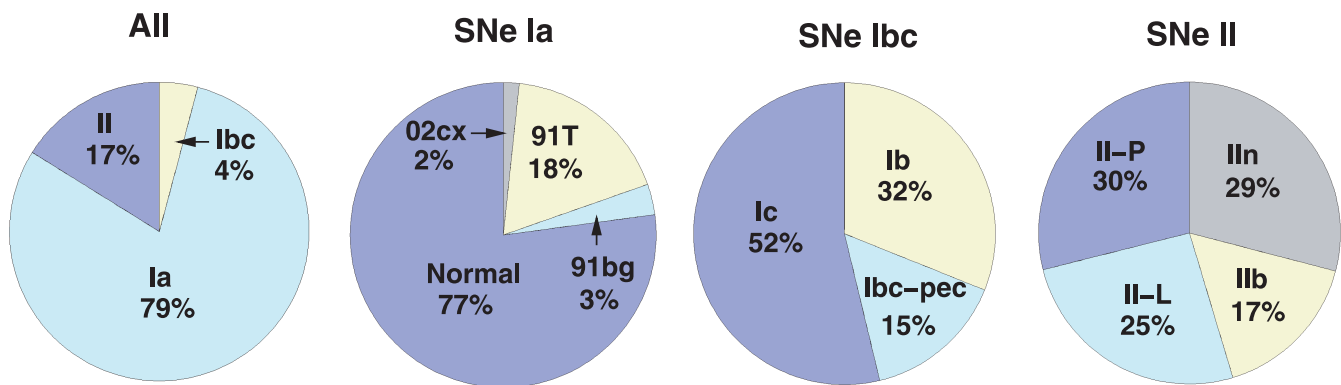 All
II
17%
Ibc
4%
Ia
79%
SNe Ia
02cx
2%
91T
18%
91bg
3%
Normal
77%
SNe Ibc
Ib
32%
Ic
52%
Ibc–pec
15%
SNe II
II–P
30%
IIn
29%
IIb
17%
II–L
25%